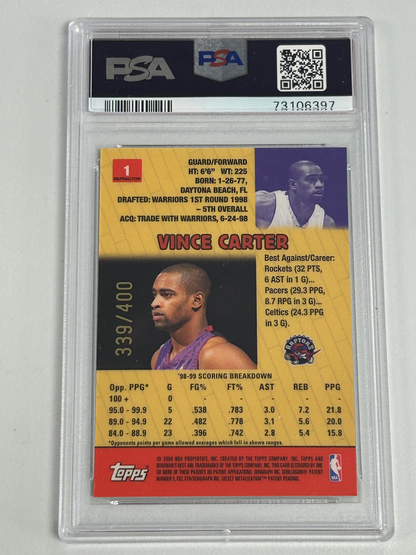 PSA
PSA
73106397
1
REFRACTOR
GUARD/FORWARD
HT: 6'6" WT: 225
BORN: 1-26-77,
DAYTONA BEACH, FL
DRAFTED: WARRIORS 1ST ROUND 1998
– 5TH OVERALL
ACQ: TRADE WITH WARRIORS, 6-24-98
VINCE CARTER
Best Against/Career:
Rockets (32 PTS,
6 AST in 1 G)...
Pacers (29.3 PPG,
8.7 RPG in 3 G)...
Celtics (24.3 PPG
in 3 G).
339/400
RAPTORS
'98-99 SCORING BREAKDOWN
Opp. PPG* G FG% FT% AST REB PPG
100 + 0
95.0 - 99.9 5 .538 .783 3.0 7.2 21.8
89.0 - 94.9 22 .482 .778 3.1 5.6 20.0
84.0 - 88.9 23 .396 .742 2.8 5.4 15.8
*Opponents points per game allowed averages which fell in shown ranges.
Topps
NBA